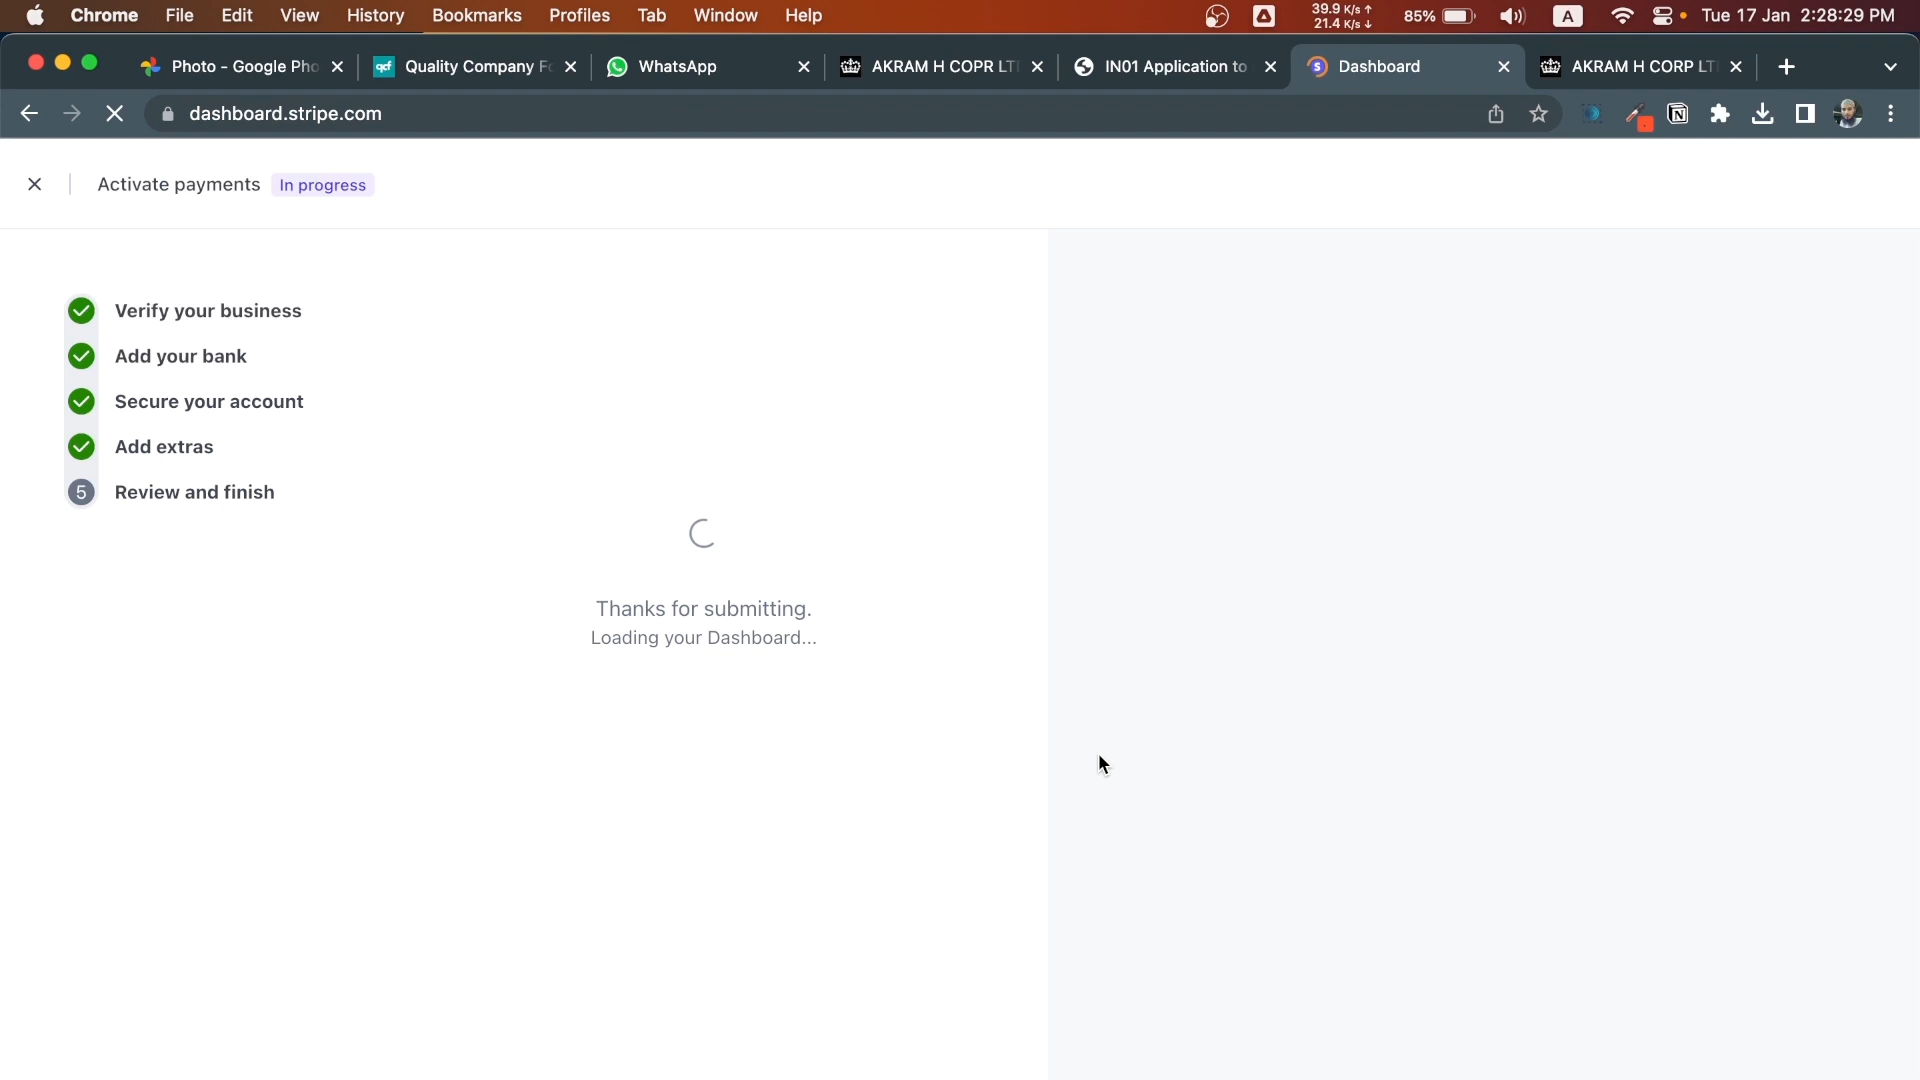 Chrome File Edit View History Bookmarks Profiles Tab Window Help 39.9 K/s ↑ 21.4 K/s ↓ 85% A Tue 17 Jan 2:28:29 PM
Photo - Google Pho qcf Quality Company Fo WhatsApp AKRAM H COPR LT IN01 Application to Dashboard AKRAM H CORP LT
dashboard.stripe.com
Activate payments In progress
Verify your business
Add your bank
Secure your account
Add extras
5 Review and finish
Thanks for submitting.
Loading your Dashboard...